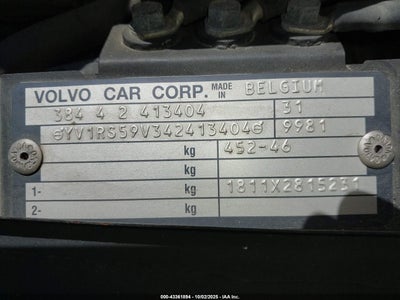 VOLVO CAR CORP. MADE IN BELGIUM
384 4 2 413404 31
YV1RS59V342413404 9981
kg 452-46
kg
1- kg 1811X2815231
2- kg
000-43361894 - 10/02/2025 - IAA Inc.